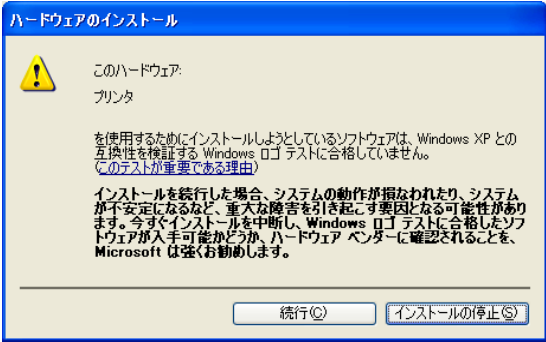 ハードウェアのインストール
このハードウェア:
プリンタ
を使用するためにインストールしようとしているソフトウェアは、Windows XP との
互換性を検証する Windows ロゴ テストに合格していません。
(このテストが重要である理由)
インストールを続行した場合、システムの動作が損なわれたり、システム
が不安定になるなど、重大な障害を引き起こす要因となる可能性があり
ます。今すぐインストールを中断し、Windows ロゴ テストに合格したソフ
トウェアが入手可能かどうか、ハードウェア ベンダーに確認されることを、
Microsoft は強くお勧めします。
続行(C) インストールの停止(S)